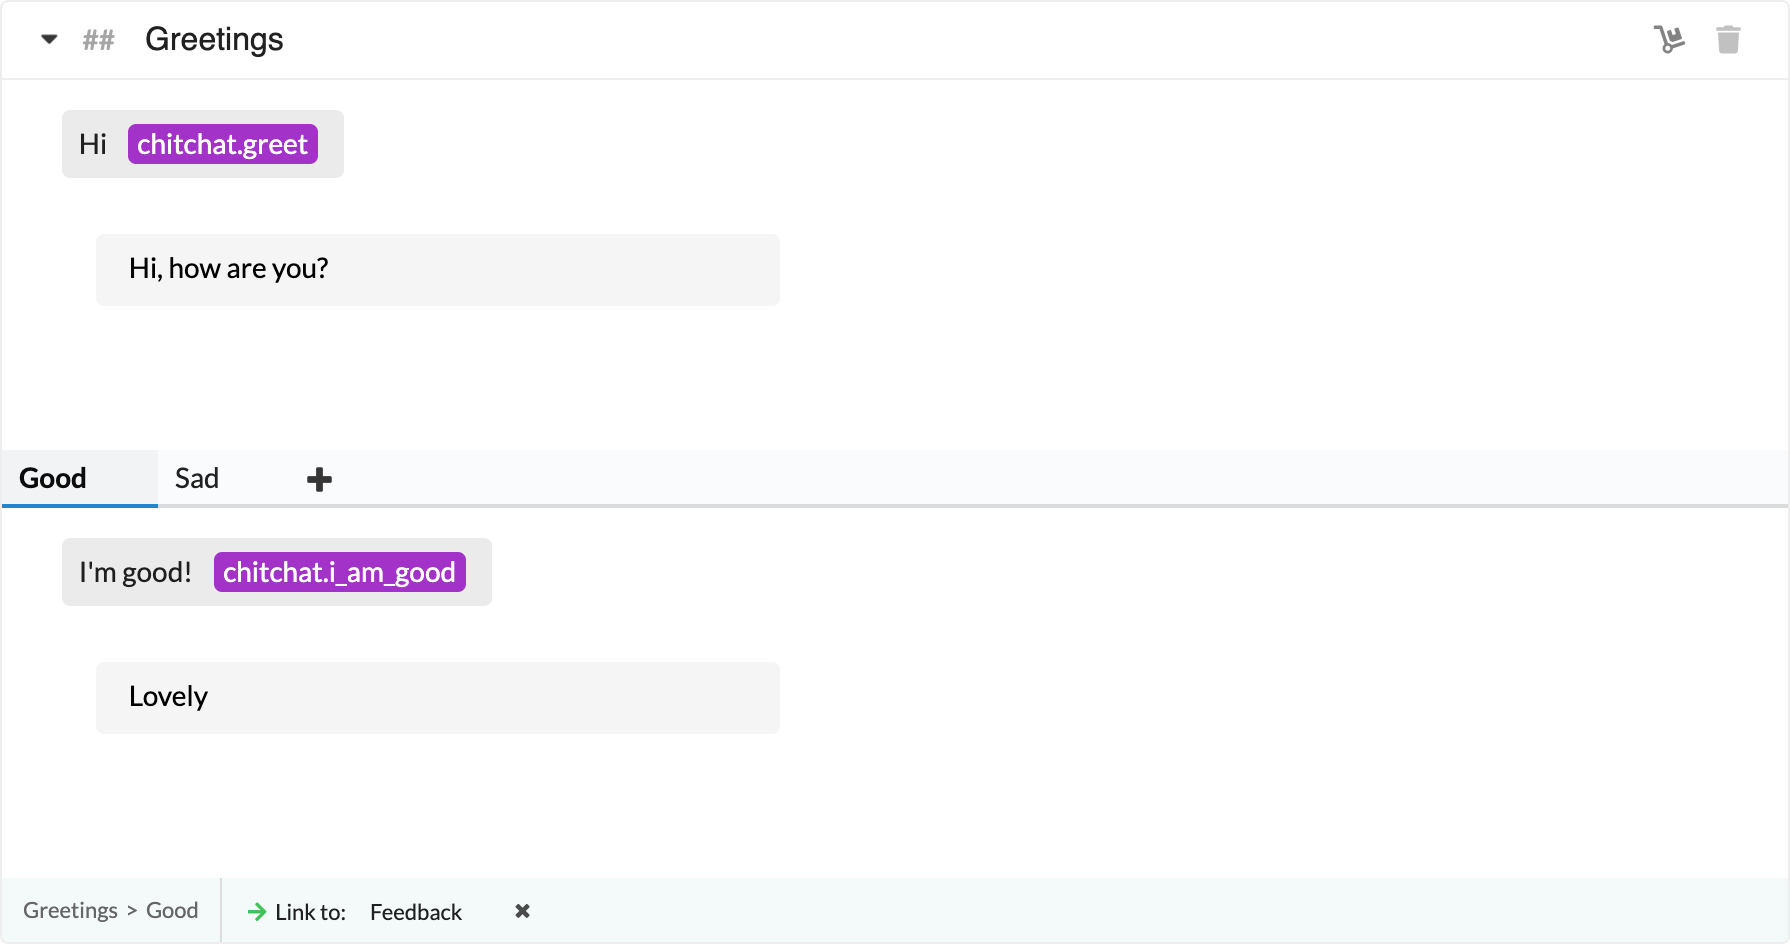 ## Greetings
Hi chitchat.greet
Hi, how are you?
Good Sad
I'm good! chitchat.i_am_good
Lovely
Greetings > Good Link to: Feedback